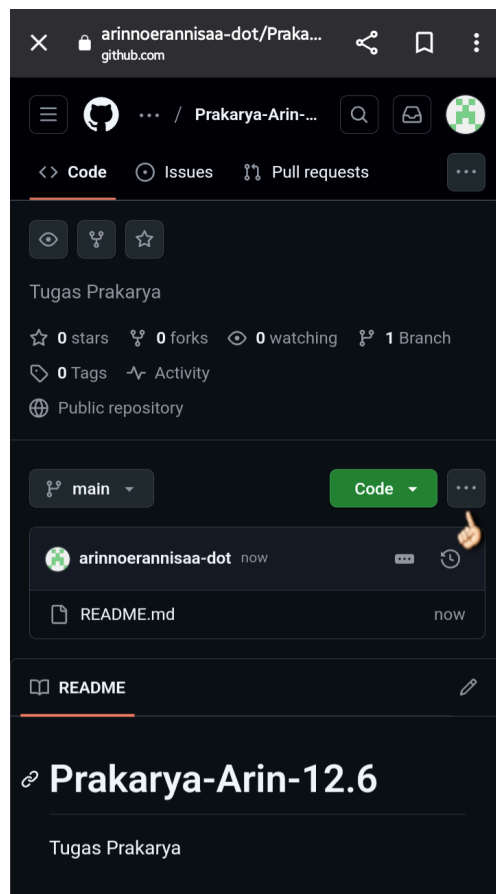 arinnoerannisaa-dot/Praka...
github.com
... / Prakarya-Arin-...
Code Issues Pull requests ...
Tugas Prakarya
0 stars 0 forks 0 watching 1 Branch
0 Tags Activity
Public repository
main Code ...
arinnoerannisaa-dot now
README.md now
README
Prakarya-Arin-12.6
Tugas Prakarya